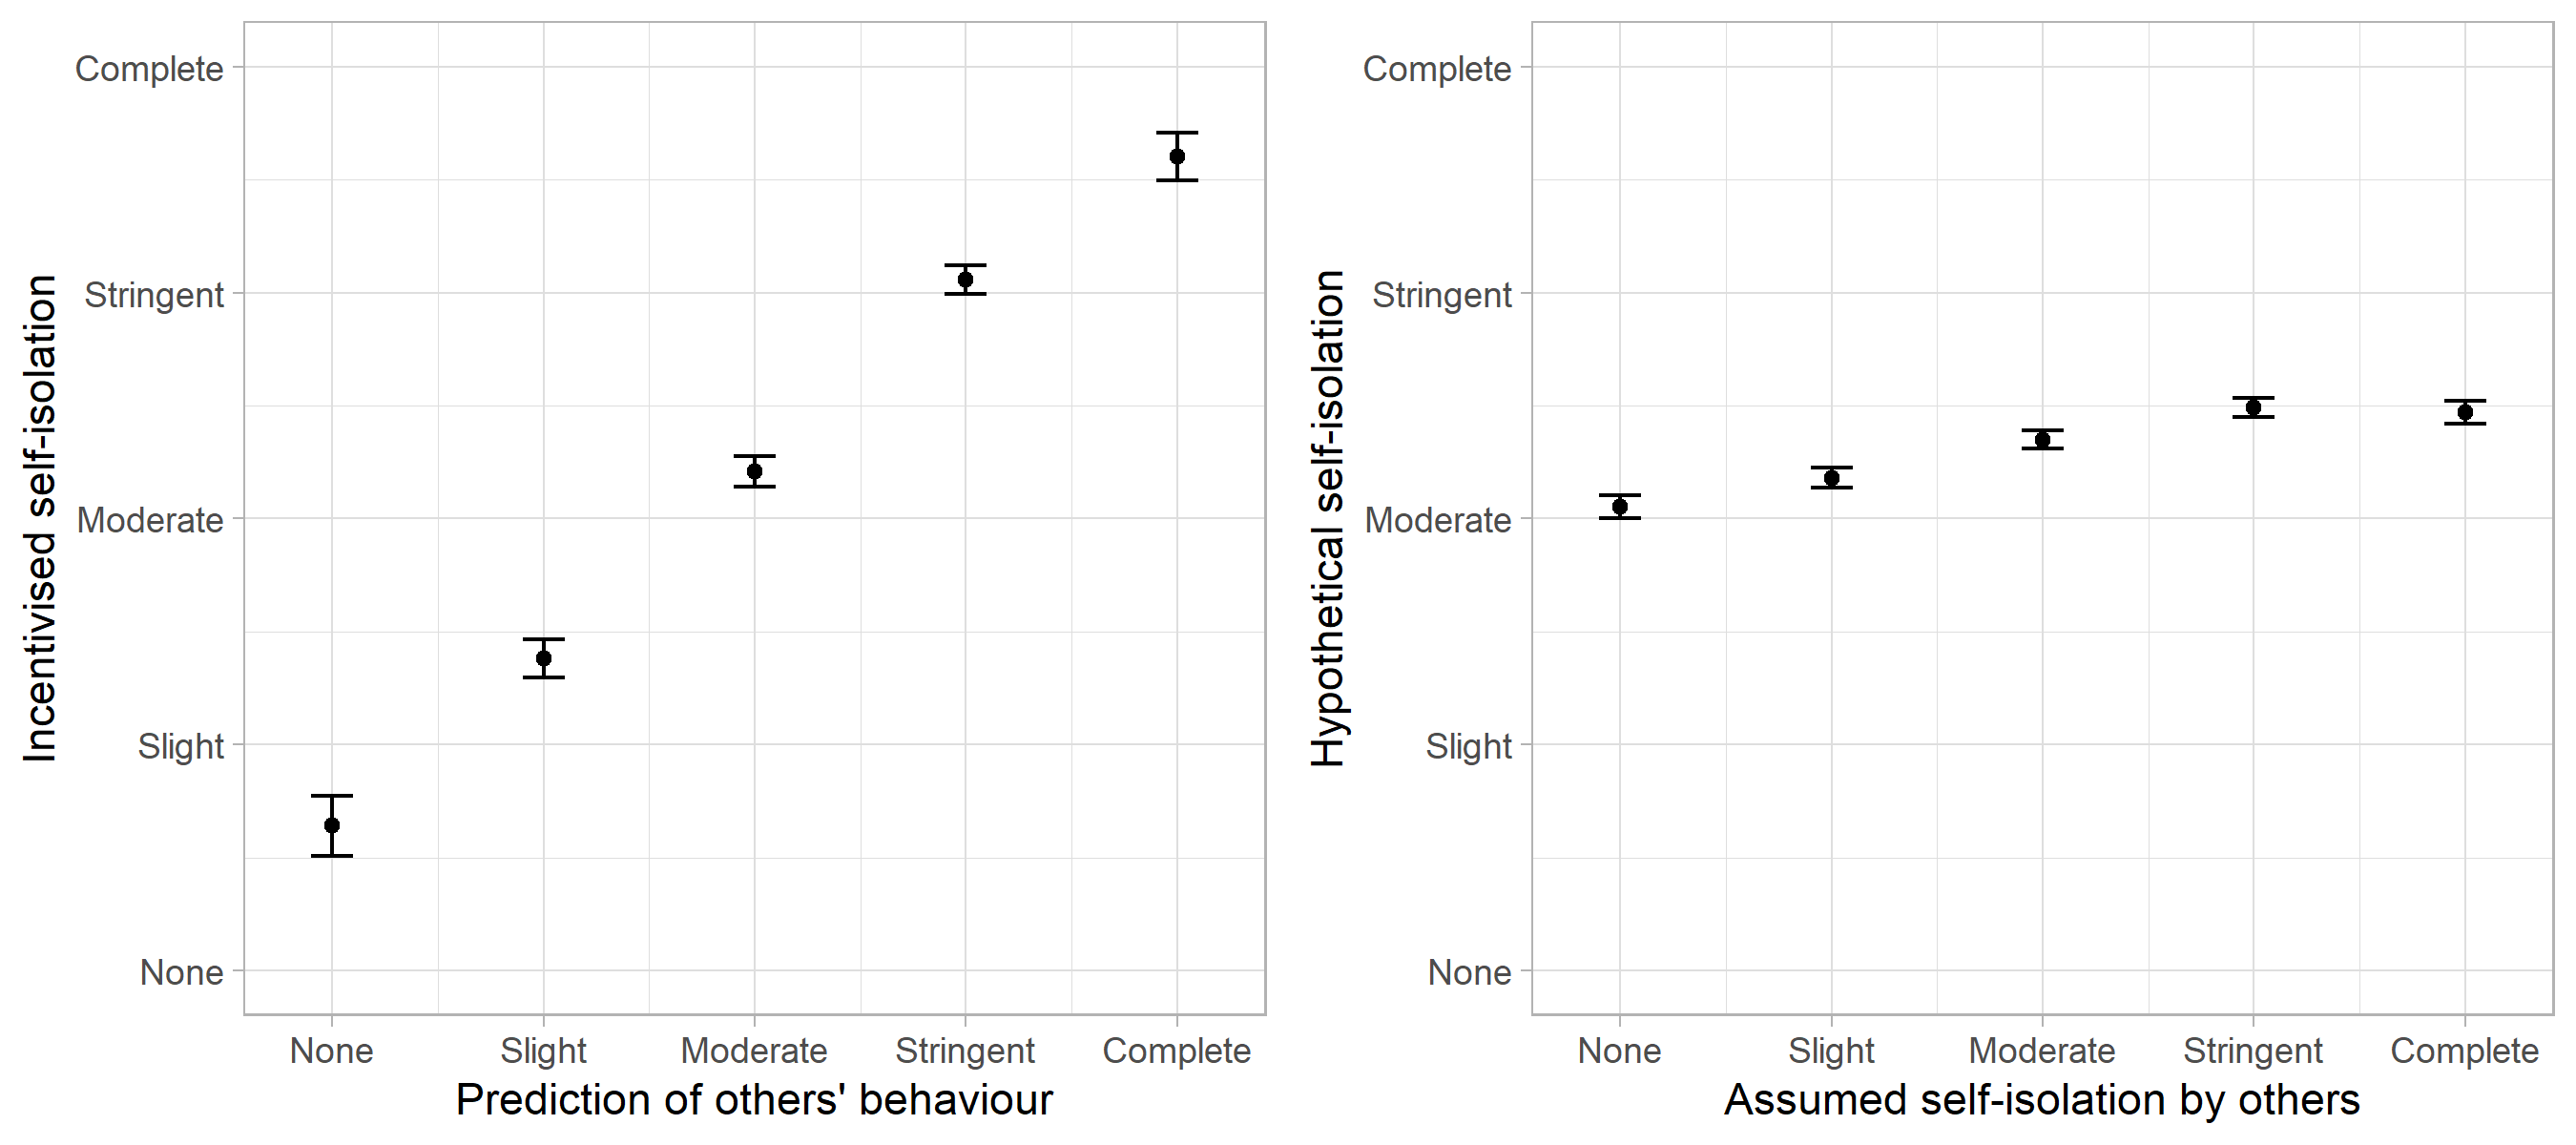 Incentivised self-isolation
Complete
Stringent
Moderate
Slight
None
None Slight Moderate Stringent Complete
Prediction of others' behaviour
Hypothetical self-isolation
Complete
Stringent
Moderate
Slight
None
None Slight Moderate Stringent Complete
Assumed self-isolation by others